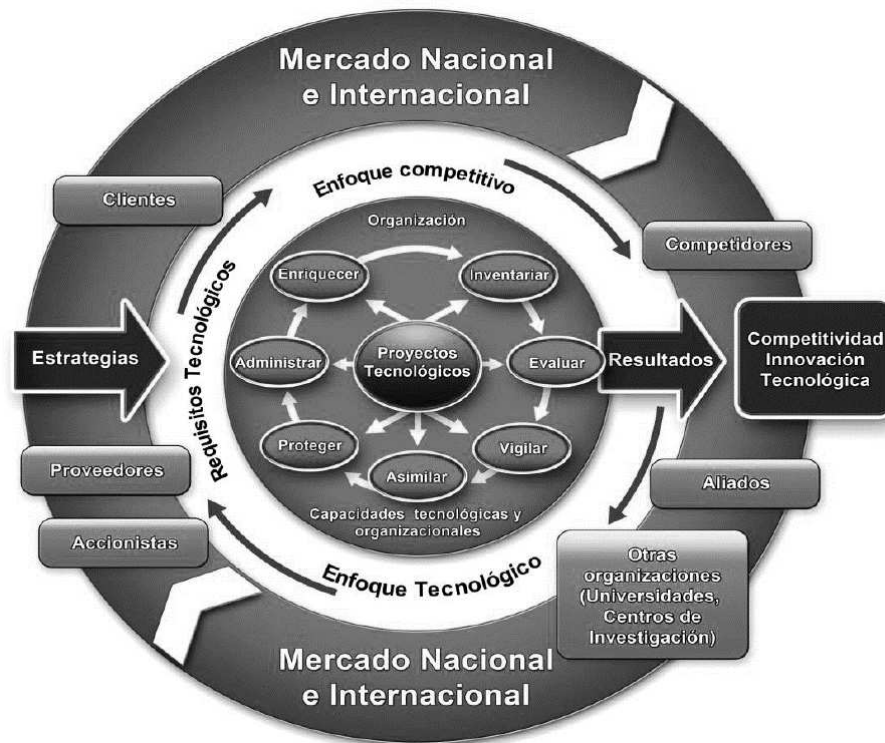 Mercado Nacional
e Internacional
Enfoque competitivo
Clientes
Organización
Competidores
Enriquecer
Inventariar
Requisitos Tecnológicos
Estrategias
Administrar
Proyectos
Tecnológicos
Evaluar
Resultados
Competitividad
Innovación
Tecnológica
Proteger
Vigilar
Asimilar
Proveedores
Aliados
Accionistas
Capacidades tecnológicas y
organizacionales
Otras
organizaciones
(Universidades,
Centros de
Investigación)
Enfoque Tecnológico
Mercado Nacional
e Internacional